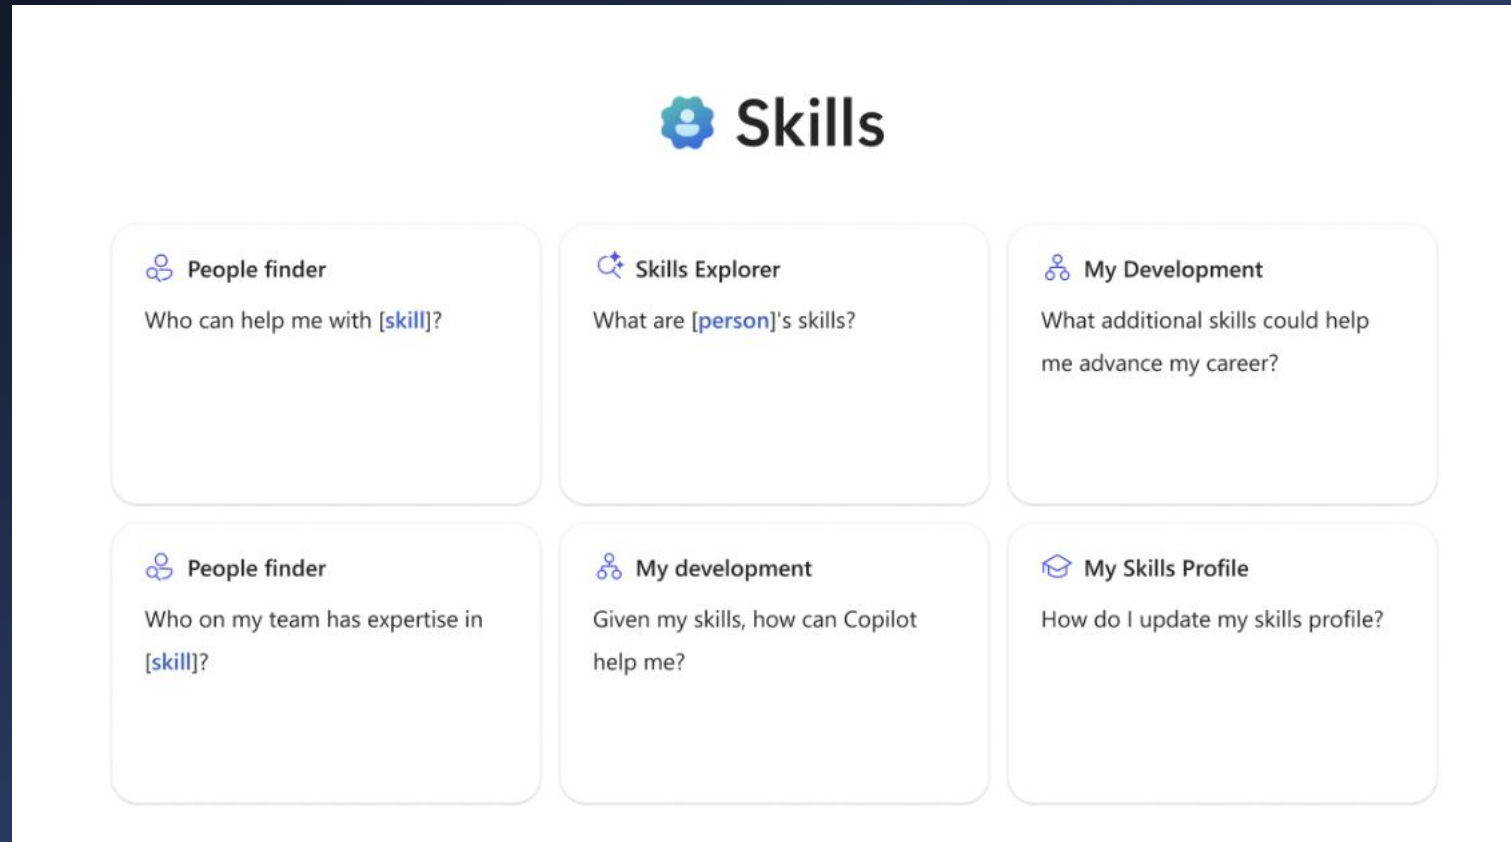 Skills
People finder
Who can help me with [skill]?
Skills Explorer
What are [person]'s skills?
My Development
What additional skills could help
me advance my career?
People finder
Who on my team has expertise in
[skill]?
My development
Given my skills, how can Copilot
help me?
My Skills Profile
How do I update my skills profile?